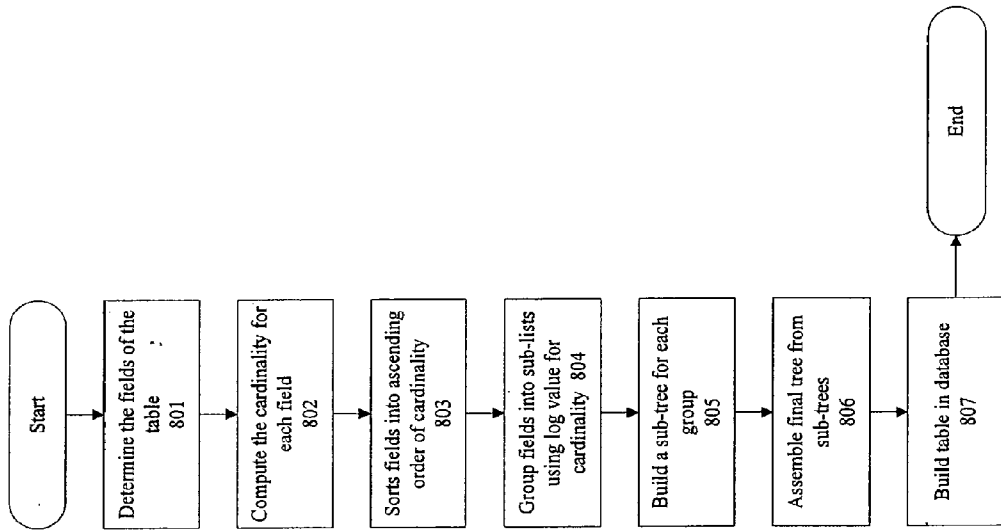 Start
Determine the fields of the
table
801
Compute the cardinality for
each field
802
Sorts fields into ascending
order of cardinality
803
Group fields into sub-lists
using log value for
cardinality 804
Build a sub-tree for each
group
805
Assemble final tree from
sub-trees
806
Build table in database
807
End